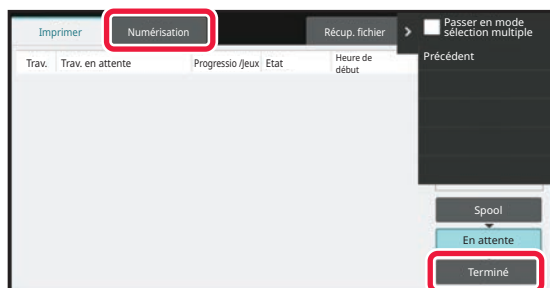 Imprimer
Numérisation
Récup. fichier
Passer en mode
sélection multiple
Précédent
Trav.
Trav. en attente
Progressio /Jeux
Etat
Heure de
début
Spool
En attente
Terminé